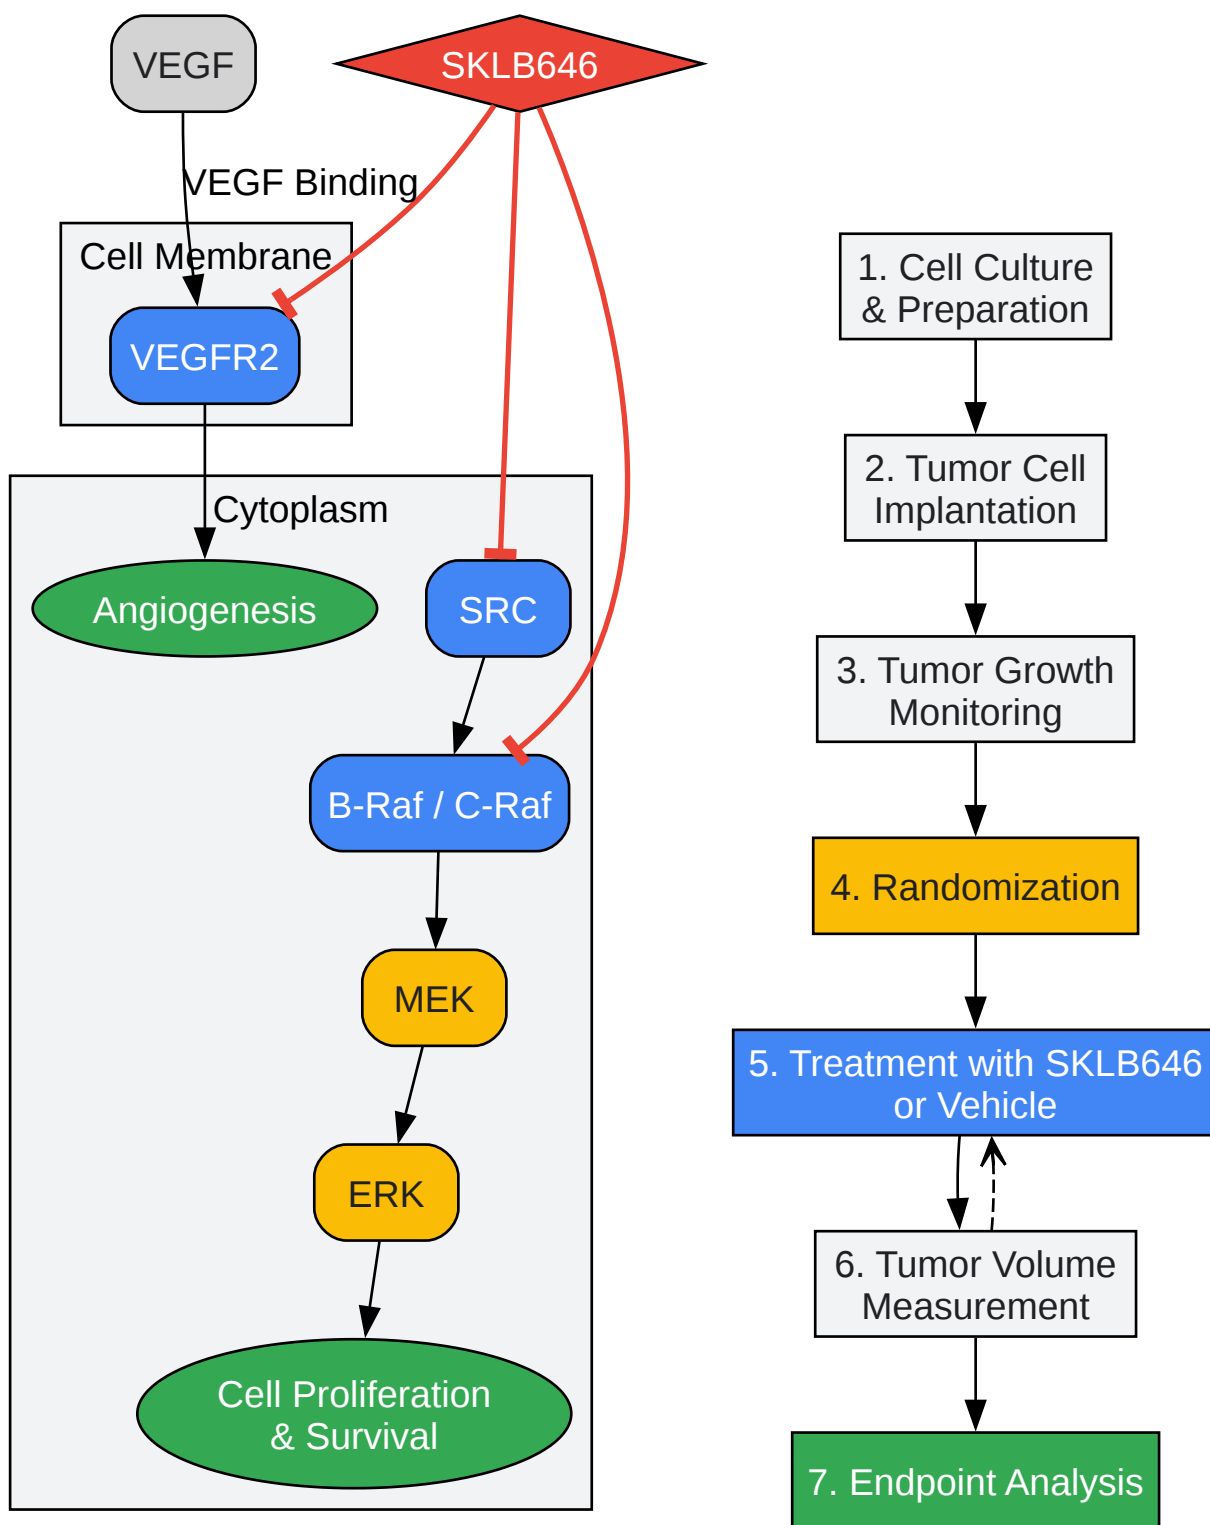 VEGF
SKLB646
VEGF Binding
Cell Membrane
VEGFR2
Cytoplasm
Angiogenesis
SRC
B-Raf / C-Raf
MEK
ERK
Cell Proliferation
& Survival
1. Cell Culture
& Preparation
2. Tumor Cell
Implantation
3. Tumor Growth
Monitoring
4. Randomization
5. Treatment with SKLB646
or Vehicle
6. Tumor Volume
Measurement
7. Endpoint Analysis